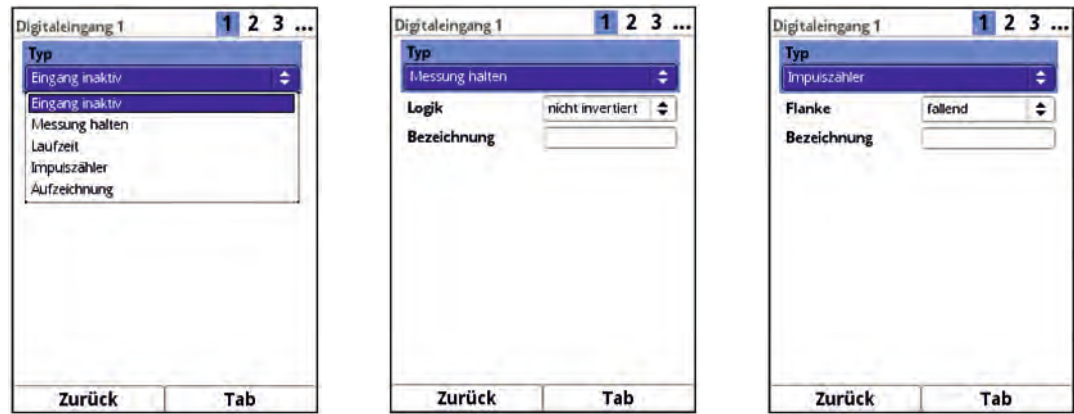 Digitaleingang 1 1 2 3 ...
Typ
Eingang inaktiv
Eingang inaktiv
Messung halten
Laufzeit
Impulszähler
Aufzeichnung
Zurück Tab
Digitaleingang 1 1 2 3 ...
Typ
Messung halten
Logik nicht invertiert
Bezeichnung
Zurück Tab
Digitaleingang 1 1 2 3 ...
Typ
Impulszähler
Flanke fallend
Bezeichnung
Zurück Tab